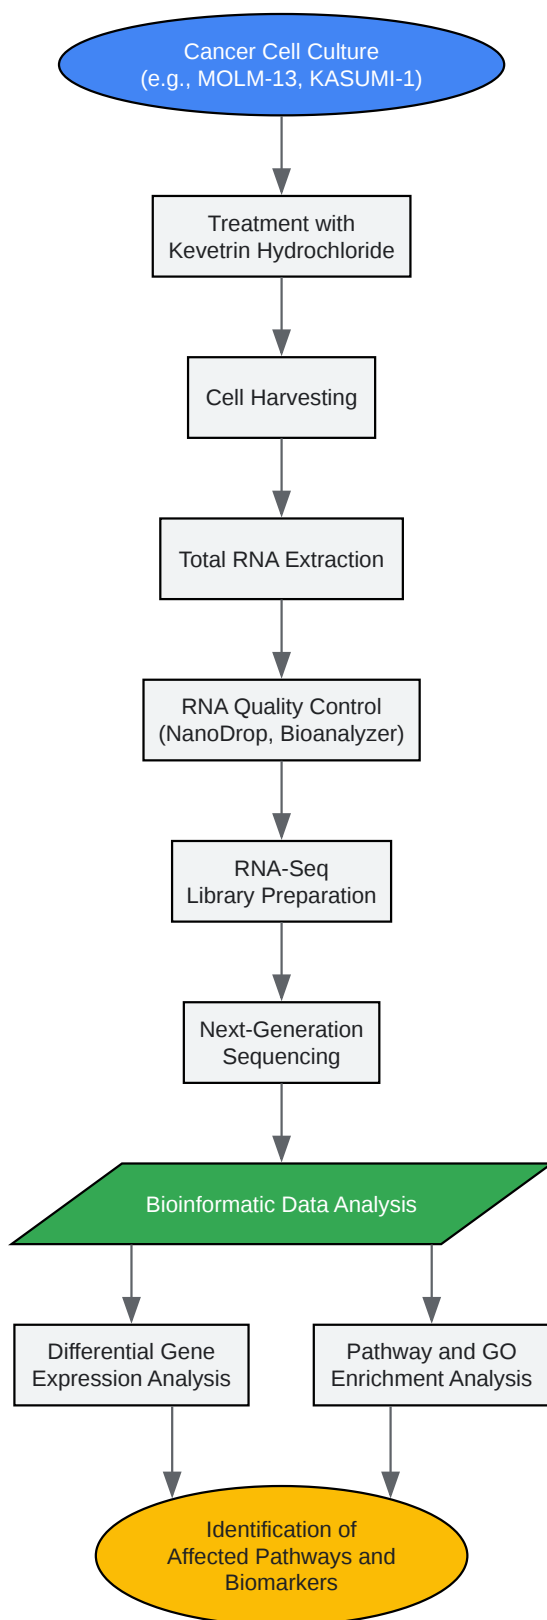 Cancer Cell Culture
(e.g., MOLM-13, KASUMI-1)
Treatment with
Kevetrin Hydrochloride
Cell Harvesting
Total RNA Extraction
RNA Quality Control
(NanoDrop, Bioanalyzer)
RNA-Seq
Library Preparation
Next-Generation
Sequencing
Bioinformatic Data Analysis
Differential Gene
Expression Analysis
Pathway and GO
Enrichment Analysis
Identification of
Affected Pathways and
Biomarkers